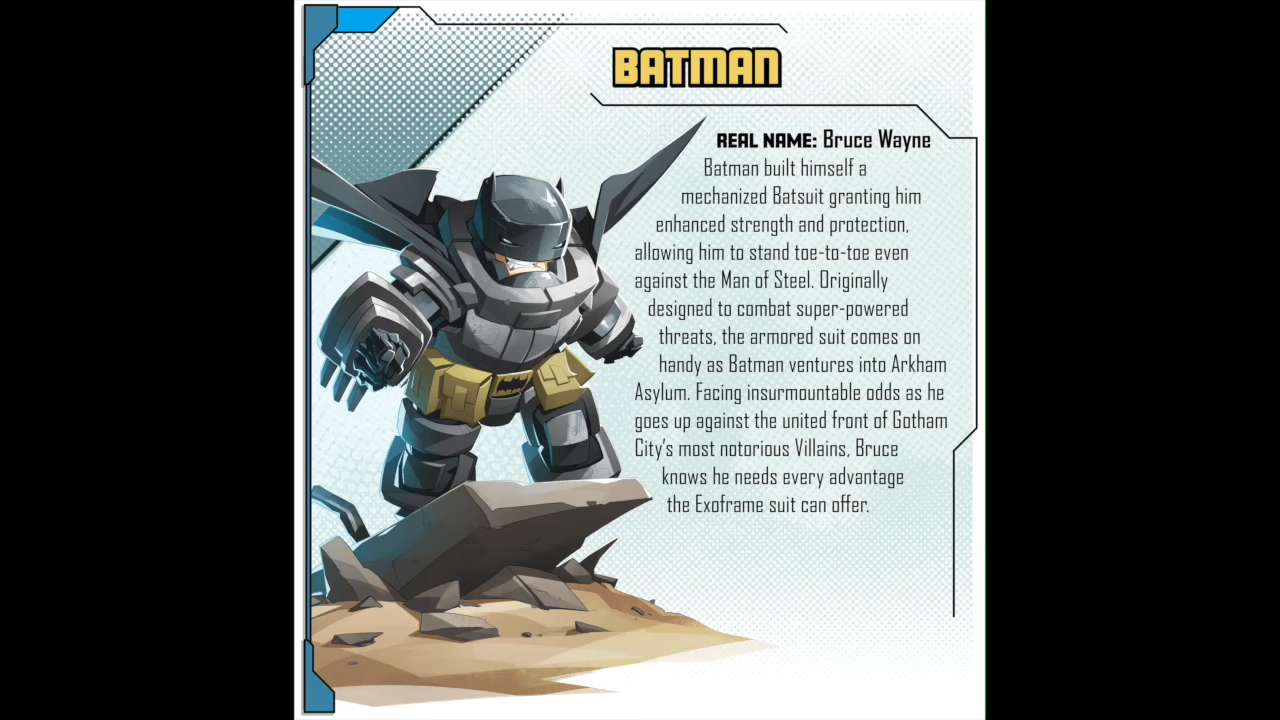 BATMAN
REAL NAME: Bruce Wayne
Batman built himself a
mechanized Batsuit granting him
enhanced strength and protection,
allowing him to stand toe-to-toe even
against the Man of Steel. Originally
designed to combat super-powered
threats, the armored suit comes on
handy as Batman ventures into Arkham
Asylum. Facing insurmountable odds as he
goes up against the united front of Gotham
City's most notorious Villains, Bruce
knows he needs every advantage
the Exoframe suit can offer.